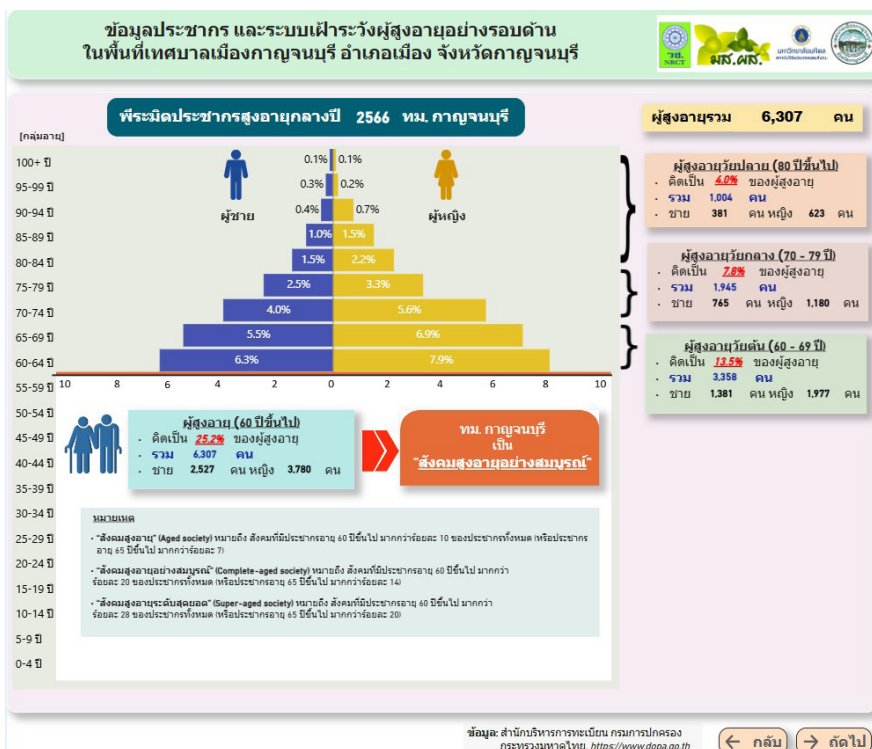 ข้อมูลประชากร และระบบเฝ้าระวังผู้สูงอายุอย่างรอบด้าน
ในพื้นที่เทศบาลเมืองกาญจนบุรี อำเภอเมือง จังหวัดกาญจนบุรี
วช.
NRCT
มส.ผส.
มหาวิทยาลัยมหิดล
พีระมิดประชากรสูงอายุกลางปี 2566 ทม. กาญจนบุรี
ผู้สูงอายุรวม 6,307 คน
[กลุ่มอายุ]
100+ ปี 0.1% 0.1%
95-99 ปี 0.3% 0.2%
90-94 ปี 0.4% 0.7%
ผู้ชาย ผู้หญิง
85-89 ปี 1.0% 1.5%
80-84 ปี 1.5% 2.2%
75-79 ปี 2.5% 3.3%
70-74 ปี 4.0% 5.6%
65-69 ปี 5.5% 6.9%
60-64 ปี 6.3% 7.9%
55-59 ปี 10 8 6 4 2 0 2 4 6 8 10
50-54 ปี
45-49 ปี
40-44 ปี
35-39 ปี
30-34 ปี
25-29 ปี
20-24 ปี
15-19 ปี
10-14 ปี
5-9 ปี
0-4 ปี
ผู้สูงอายุวัยปลาย (80 ปีขึ้นไป)
· คิดเป็น 4.0% ของผู้สูงอายุ
· รวม 1,004 คน
· ชาย 381 คน หญิง 623 คน
ผู้สูงอายุวัยกลาง (70 - 79 ปี)
· คิดเป็น 7.8% ของผู้สูงอายุ
· รวม 1,945 คน
· ชาย 765 คน หญิง 1,180 คน
ผู้สูงอายุวัยต้น (60 - 69 ปี)
· คิดเป็น 13.5% ของผู้สูงอายุ
· รวม 3,358 คน
· ชาย 1,381 คน หญิง 1,977 คน
ผู้สูงอายุ (60 ปีขึ้นไป)
· คิดเป็น 25.2% ของผู้สูงอายุ
· รวม 6,307 คน
· ชาย 2,527 คน หญิง 3,780 คน
ทม. กาญจนบุรี
เป็น
"สังคมสูงอายุอย่างสมบูรณ์"
หมายเหตุ
· "สังคมสูงอายุ" (Aged society) หมายถึง สังคมที่มีประชากรอายุ 60 ปีขึ้นไป มากกว่าร้อยละ 10 ของประชากรทั้งหมด (หรือประชากร
อายุ 65 ปีขึ้นไป มากกว่าร้อยละ 7)
· "สังคมสูงอายุอย่างสมบูรณ์" (Complete-aged society) หมายถึง สังคมที่มีประชากรอายุ 60 ปีขึ้นไป มากกว่า
ร้อยละ 20 ของประชากรทั้งหมด (หรือประชากรอายุ 65 ปีขึ้นไป มากกว่าร้อยละ 14)
· "สังคมสูงอายุระดับสุดยอด" (Super-aged society) หมายถึง สังคมที่มีประชากรอายุ 60 ปีขึ้นไป มากกว่า
ร้อยละ 28 ของประชากรทั้งหมด (หรือประชากรอายุ 65 ปีขึ้นไป มากกว่าร้อยละ 20)
ข้อมูล: สำนักบริหารการทะเบียน กรมการปกครอง
กระทรวงมหาดไทย, https://www.dopa.go.th
← กลับ
→ ถัดไป